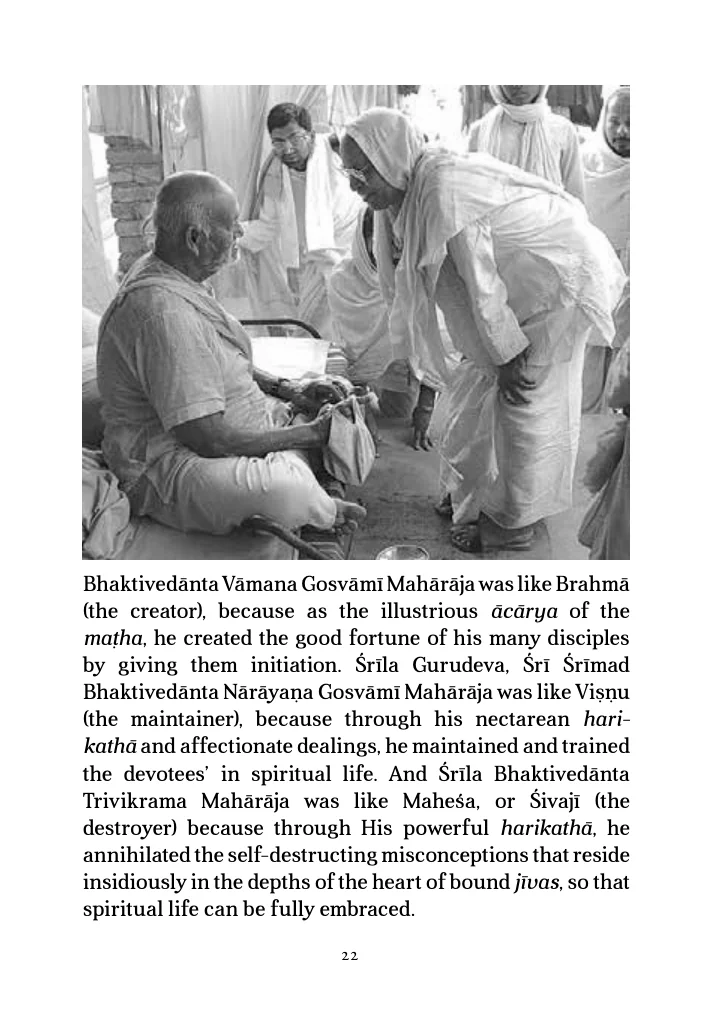 Bhaktivedānta Vāmana Gosvāmī Mahārāja was like Brahmā
(the creator), because as the illustrious ācārya of the
maṭha, he created the good fortune of his many disciples
by giving them initiation. Śrīla Gurudeva, Śrī Śrīmad
Bhaktivedānta Nārāyaṇa Gosvāmī Mahārāja was like Viṣṇu
(the maintainer), because through his nectarean hari-
kathā and affectionate dealings, he maintained and trained
the devotees’ in spiritual life. And Śrīla Bhaktivedānta
Trivikrama Mahārāja was like Maheśa, or Śivajī (the
destroyer) because through His powerful harikathā, he
annihilated the self-destructing misconceptions that reside
insidiously in the depths of the heart of bound jīvas, so that
spiritual life can be fully embraced.
22